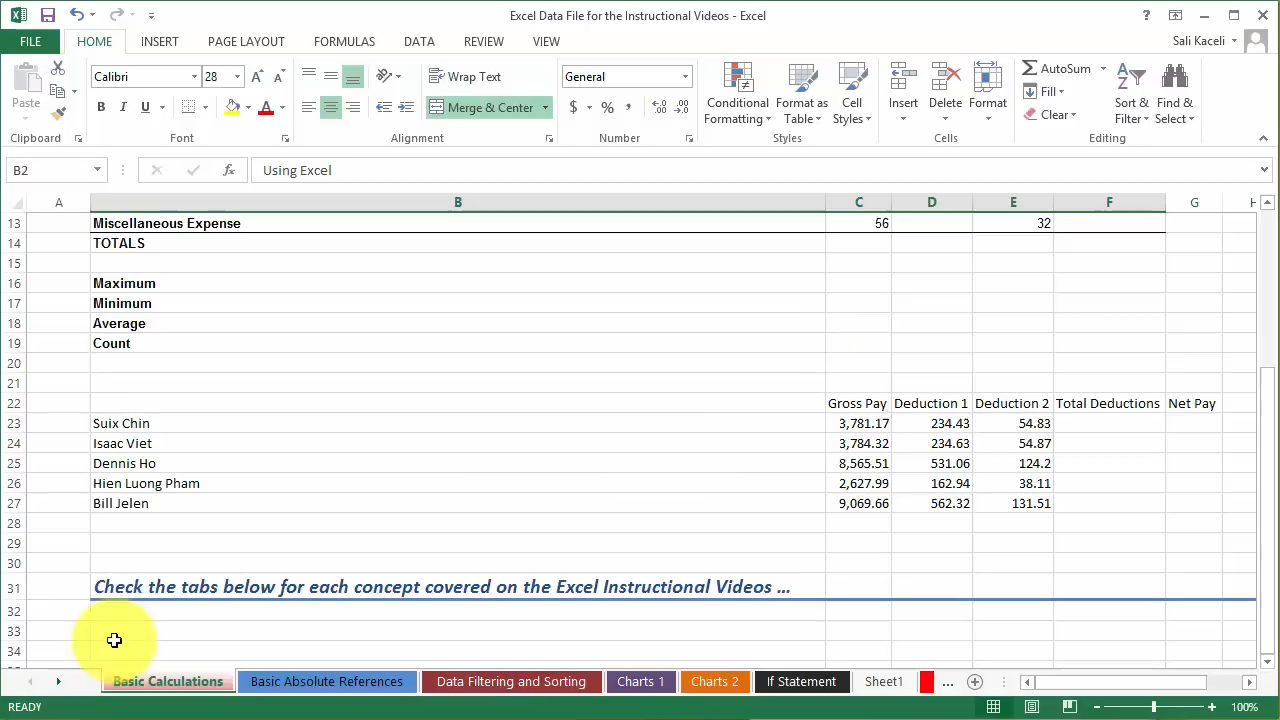 Excel Data File for the Instructional Videos - Excel
Sali Kaceli
FILE HOME INSERT PAGE LAYOUT FORMULAS DATA REVIEW VIEW
Paste
Calibri 28
B I U A
Wrap Text
Merge & Center
General
$ % ,
Conditional Formatting
Format as Table
Cell Styles
Insert
Delete
Format
AutoSum
Fill
Clear
Sort & Filter
Find & Select
Clipboard Font Alignment Number Styles Cells Editing
B2 fx Using Excel
A B C D E F G H
13 Miscellaneous Expense 56 32
14 TOTALS
15
16 Maximum
17 Minimum
18 Average
19 Count
20
21
22 Gross Pay Deduction 1 Deduction 2 Total Deductions Net Pay
23 Suix Chin 3,781.17 234.43 54.83
24 Isaac Viet 3,784.32 234.63 54.87
25 Dennis Ho 8,565.51 531.06 124.2
26 Hien Luong Pham 2,627.99 162.94 38.11
27 Bill Jelen 9,069.66 562.32 131.51
28
29
30
31 Check the tabs below for each concept covered on the Excel Instructional Videos ...
32
33
34
Basic Calculations Basic Absolute References Data Filtering and Sorting Charts 1 Charts 2 If Statement Sheet1 ...
READY 100%